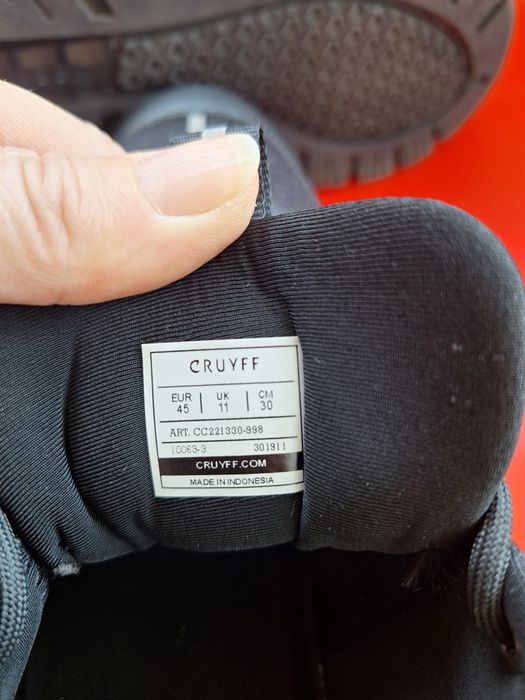 CRUYFF
EUR | UK | CM
45 | 11 | 30
ART. CC221330-998
10063-3 301911
CRUYFF.COM
MADE IN INDONESIA